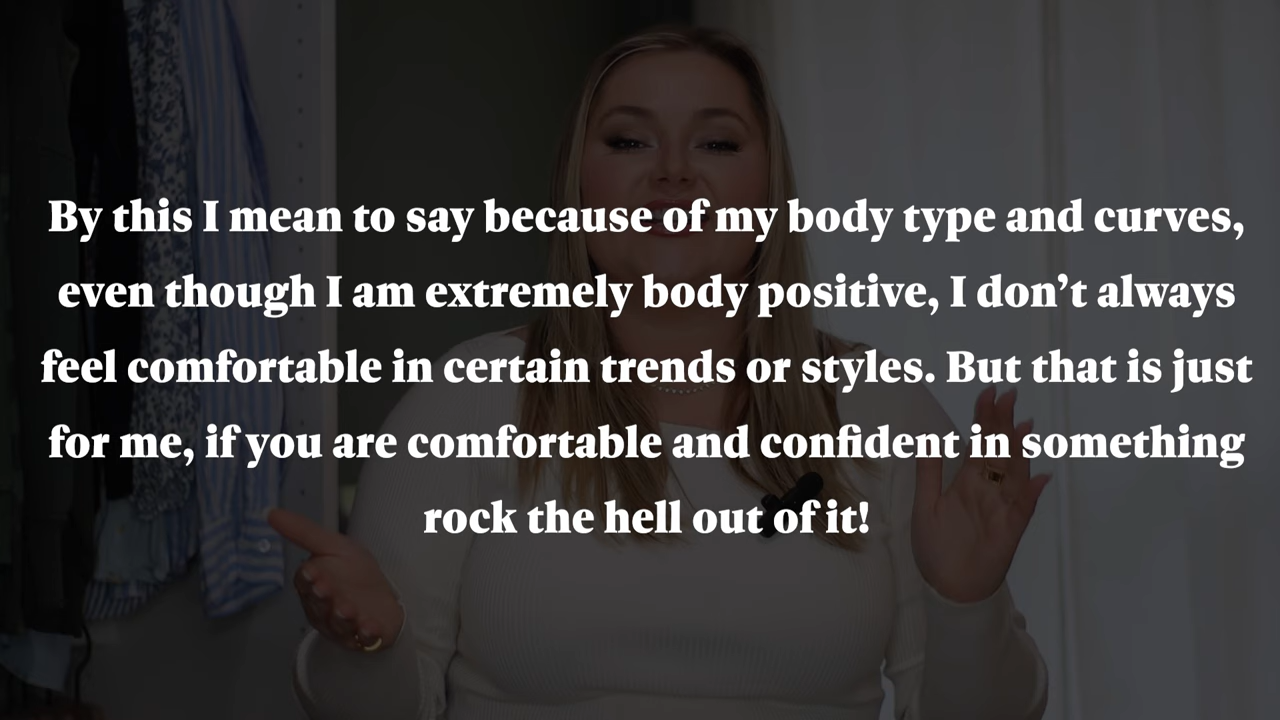 By this I mean to say because of my body type and curves,
even though I am extremely body positive, I don’t always
feel comfortable in certain trends or styles. But that is just
for me, if you are comfortable and confident in something
rock the hell out of it!